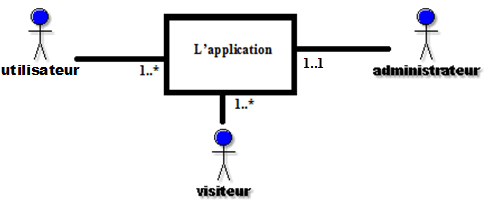 L'application
utilisateur
1..*
1..1
administrateur
1..*
visiteur